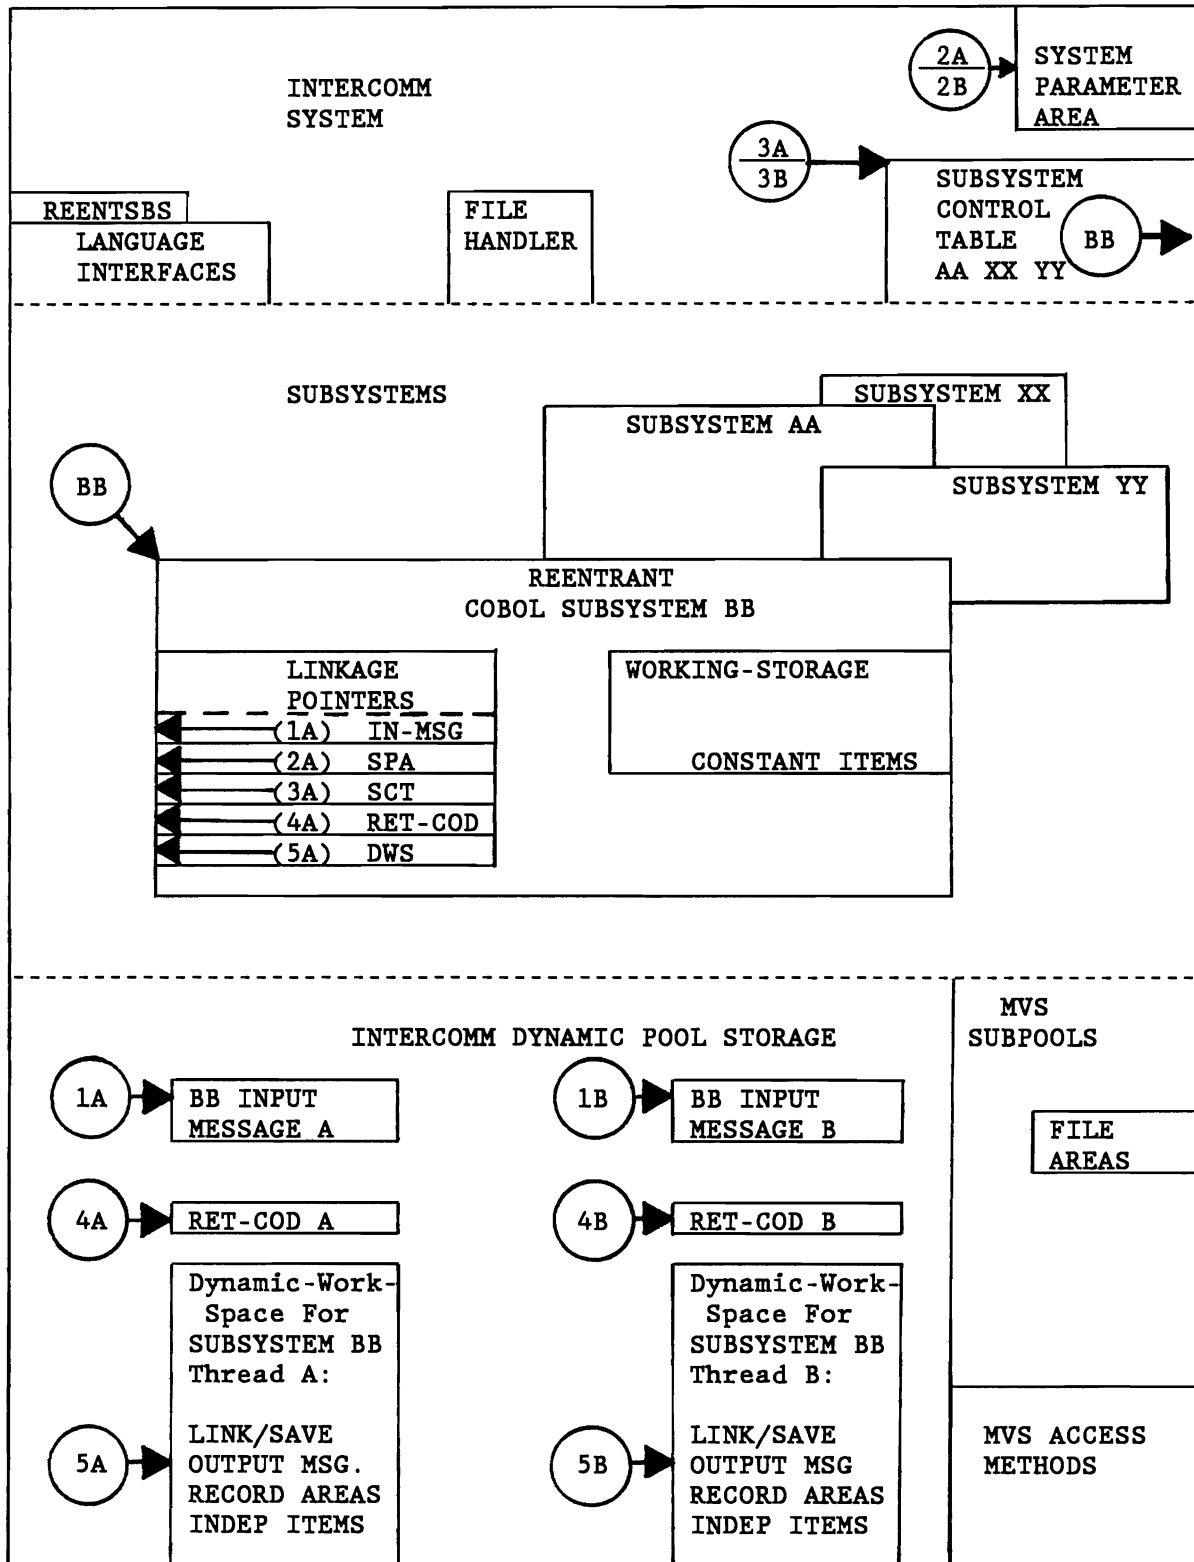 2A
2B
SYSTEM
PARAMETER
AREA
INTERCOMM
SYSTEM
3A
3B
SUBSYSTEM
CONTROL
TABLE
AA XX YY
BB
REENTSBS
LANGUAGE
INTERFACES
FILE
HANDLER
SUBSYSTEMS
SUBSYSTEM XX
SUBSYSTEM AA
SUBSYSTEM YY
BB
REENTRANT
COBOL SUBSYSTEM BB
LINKAGE
POINTERS
(1A) IN-MSG
(2A) SPA
(3A) SCT
(4A) RET-COD
(5A) DWS
WORKING-STORAGE
CONSTANT ITEMS
INTERCOMM DYNAMIC POOL STORAGE
MVS
SUBPOOLS
1A
BB INPUT
MESSAGE A
1B
BB INPUT
MESSAGE B
FILE
AREAS
4A
RET-COD A
4B
RET-COD B
Dynamic-Work-
Space For
SUBSYSTEM BB
Thread A:
5A
LINK/SAVE
OUTPUT MSG.
RECORD AREAS
INDEP ITEMS
Dynamic-Work-
Space For
SUBSYSTEM BB
Thread B:
5B
LINK/SAVE
OUTPUT MSG
RECORD AREAS
INDEP ITEMS
MVS ACCESS
METHODS